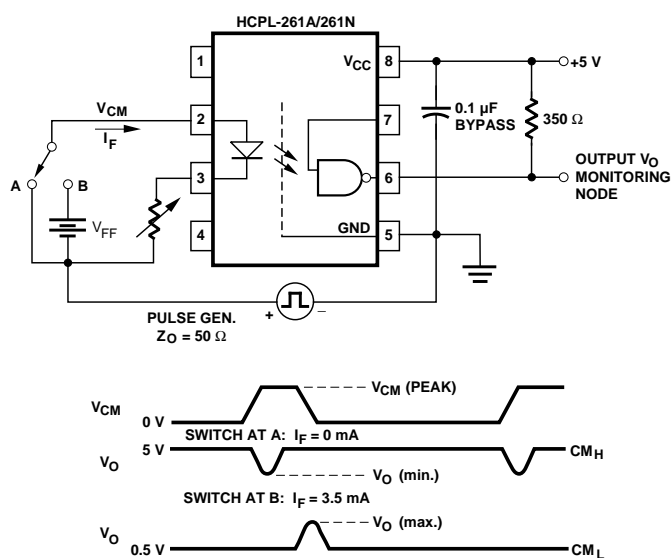 HCPL-261A/261N
1
VCC
8
+5 V
VCM
2
IF
0.1 µF
BYPASS
350 Ω
7
A
B
3
6
OUTPUT VO
MONITORING
NODE
VFF
4
GND
5
PULSE GEN.
ZO = 50 Ω
+
–
VCM
0 V
VCM (PEAK)
SWITCH AT A: IF = 0 mA
5 V
VO
CMH
VO (min.)
SWITCH AT B: IF = 3.5 mA
VO
0.5 V
VO (max.)
CML